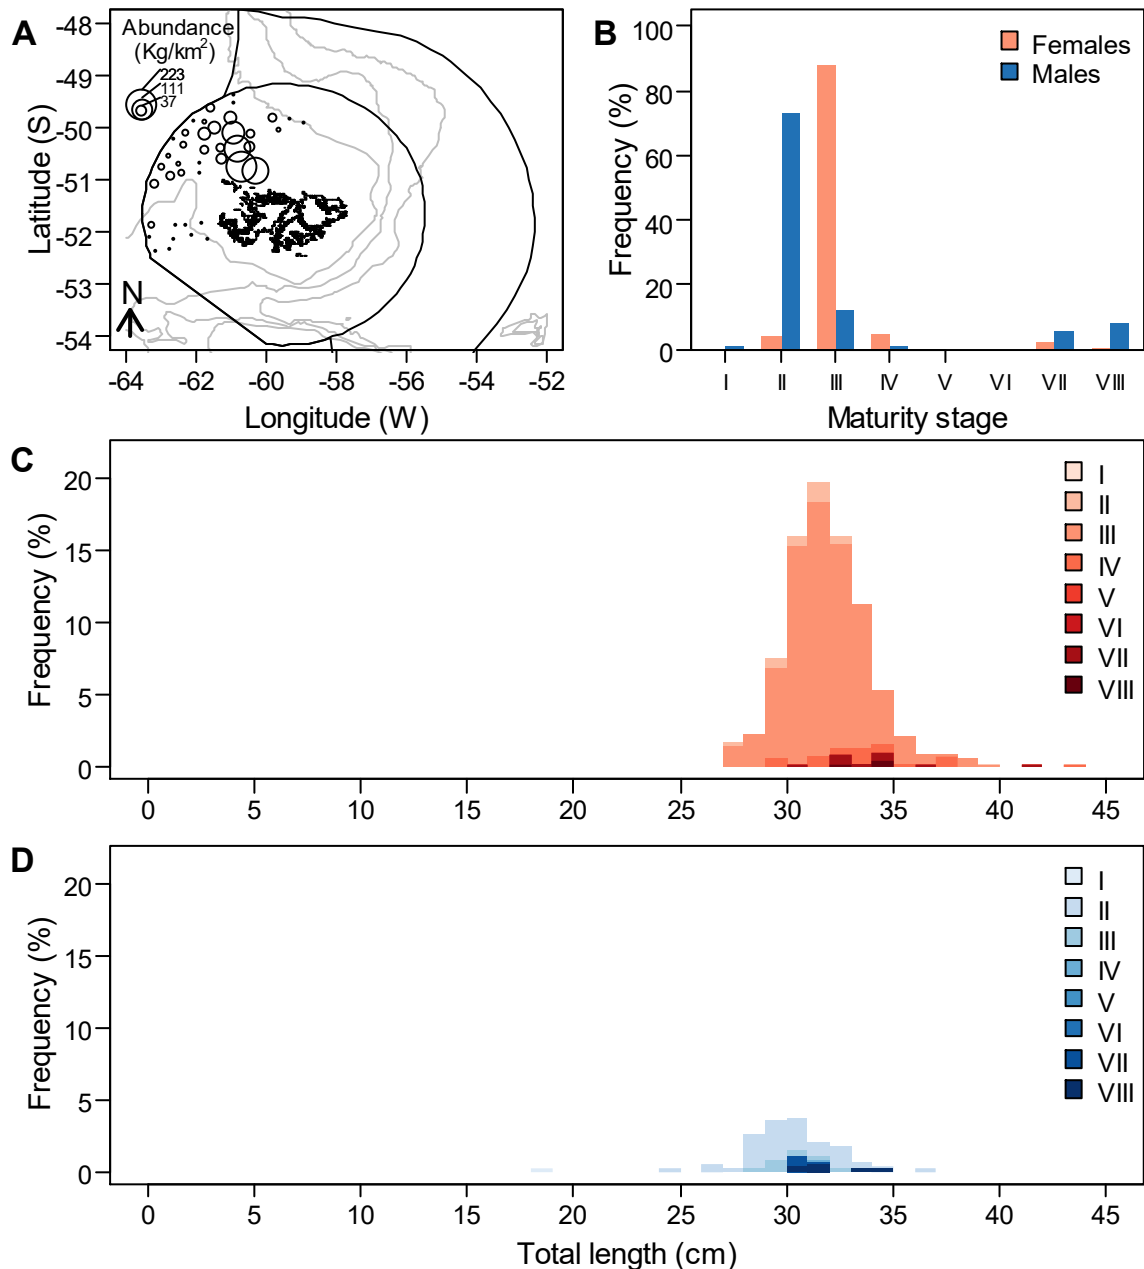 A
Abundance
(Kg/km²)
223
111
37
-48
-49
-50
-51
-52
-53
-54
Latitude (S)
N
-64 -62 -60 -58 -56 -54 -52
Longitude (W)
B
100
80
60
40
20
0
Frequency (%)
Females
Males
I II III IV V VI VII VIII
Maturity stage
C
20
15
10
5
0
Frequency (%)
I
II
III
IV
V
VI
VII
VIII
0 5 10 15 20 25 30 35 40 45
D
20
15
10
5
0
Frequency (%)
I
II
III
IV
V
VI
VII
VIII
0 5 10 15 20 25 30 35 40 45
Total length (cm)